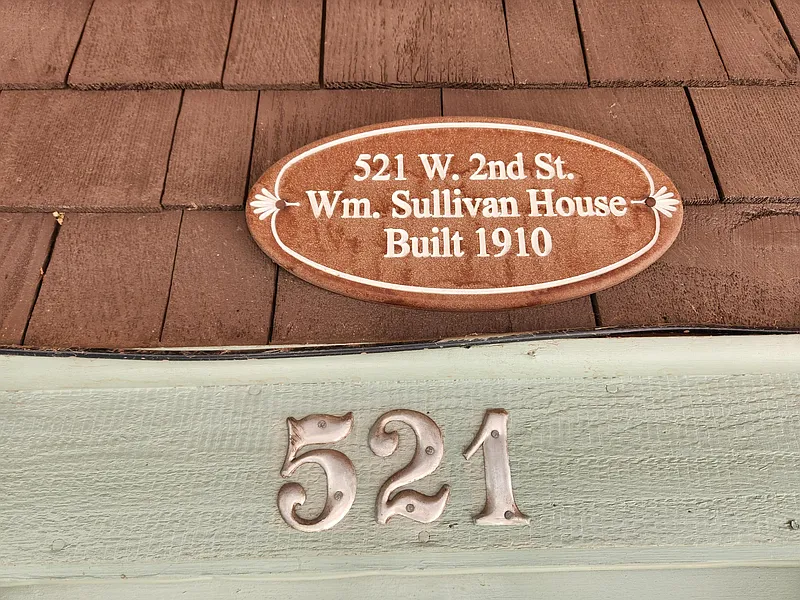 521 W. 2nd St.
Wm. Sullivan House
Built 1910
521